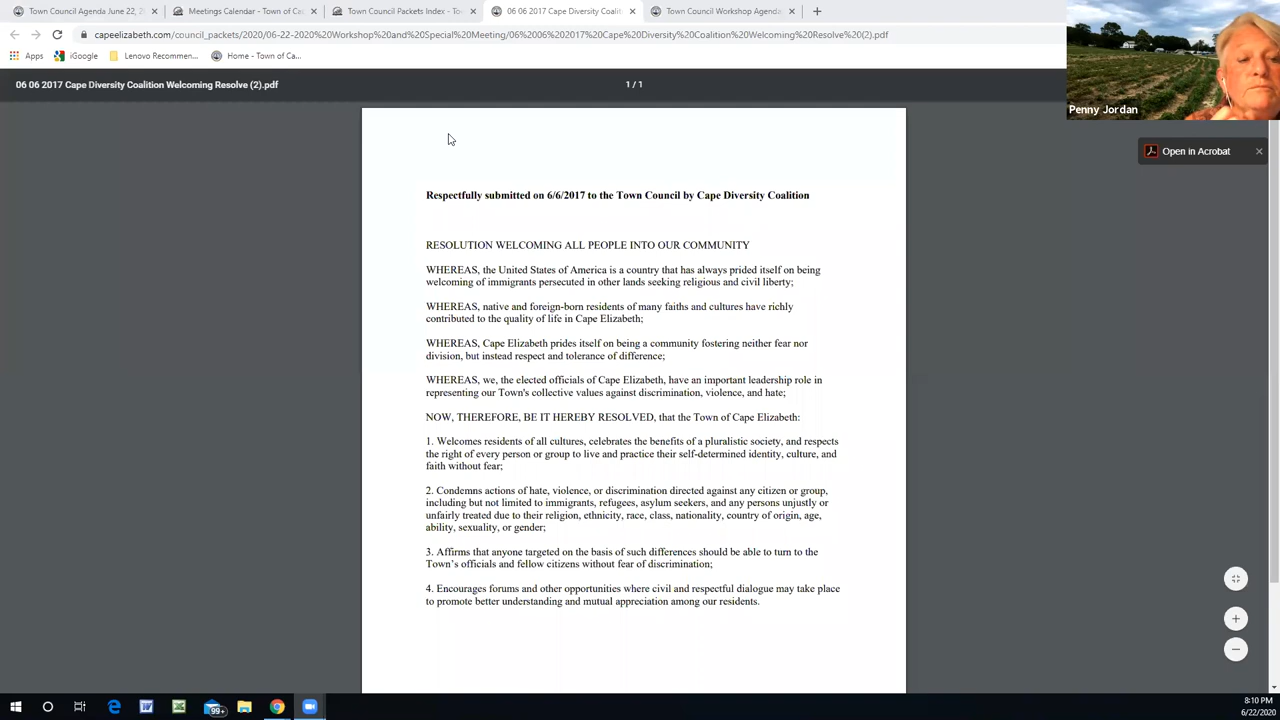 Town Council Agenda June 22, 2
Meetings Calendar - Town of Ca
Town Council Packets Index - To
06 06 2017 Cape Diversity Coaliti
Town Council Workshop Agenda
capeelizabeth.com/council_packets/2020/06-22-2020%20Workshop%20and%20Special%20Meeting/06%2006%202017%20Cape%20Diversity%20Coalition%20Welcoming%20Resolve%20(2).pdf
Apps
iGoogle
Lenovo Recommen...
Home - Town of Ca...
06 06 2017 Cape Diversity Coalition Welcoming Resolve (2).pdf
1 / 1
Penny Jordan
Open in Acrobat
Respectfully submitted on 6/6/2017 to the Town Council by Cape Diversity Coalition
RESOLUTION WELCOMING ALL PEOPLE INTO OUR COMMUNITY
WHEREAS, the United States of America is a country that has always prided itself on being
welcoming of immigrants persecuted in other lands seeking religious and civil liberty;
WHEREAS, native and foreign-born residents of many faiths and cultures have richly
contributed to the quality of life in Cape Elizabeth;
WHEREAS, Cape Elizabeth prides itself on being a community fostering neither fear nor
division, but instead respect and tolerance of difference;
WHEREAS, we, the elected officials of Cape Elizabeth, have an important leadership role in
representing our Town's collective values against discrimination, violence, and hate;
NOW, THEREFORE, BE IT HEREBY RESOLVED, that the Town of Cape Elizabeth:
1. Welcomes residents of all cultures, celebrates the benefits of a pluralistic society, and respects
the right of every person or group to live and practice their self-determined identity, culture, and
faith without fear;
2. Condemns actions of hate, violence, or discrimination directed against any citizen or group,
including but not limited to immigrants, refugees, asylum seekers, and any persons unjustly or
unfairly treated due to their religion, ethnicity, race, class, nationality, country of origin, age,
ability, sexuality, or gender;
3. Affirms that anyone targeted on the basis of such differences should be able to turn to the
Town's officials and fellow citizens without fear of discrimination;
4. Encourages forums and other opportunities where civil and respectful dialogue may take place
to promote better understanding and mutual appreciation among our residents.
99+
8:10 PM
6/22/2020